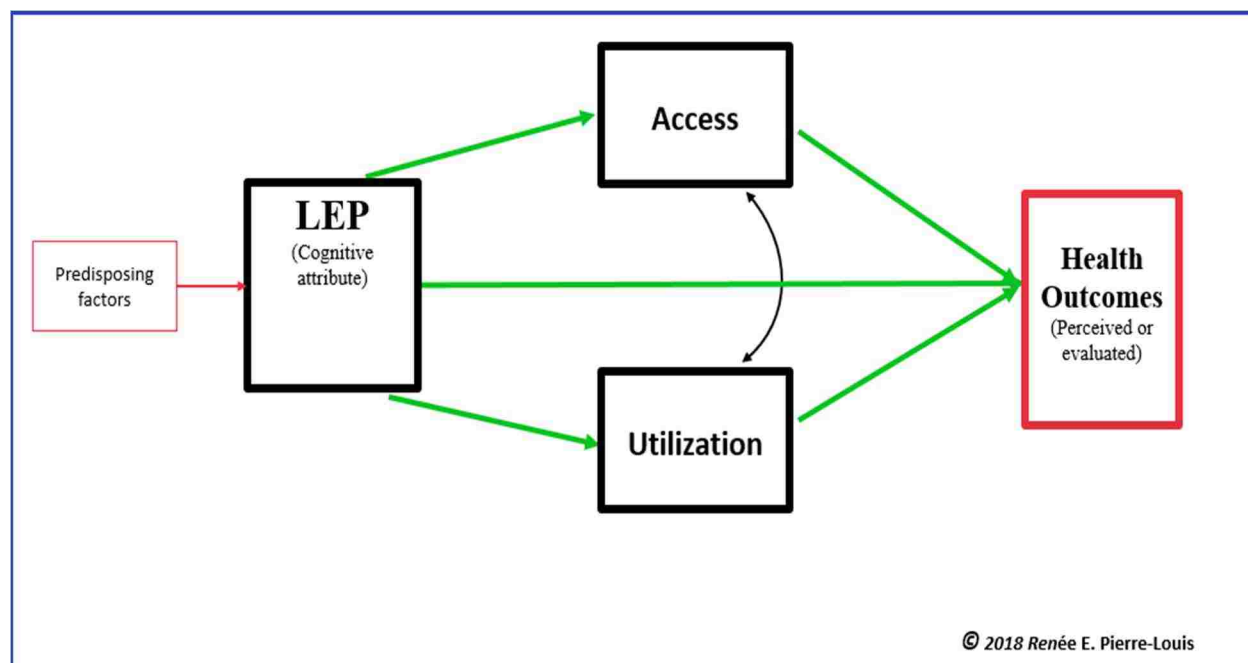 Access
LEP
(Cognitive
attribute)
Predisposing
factors
Health
Outcomes
(Perceived or
evaluated)
Utilization
© 2018 Renée E. Pierre-Louis